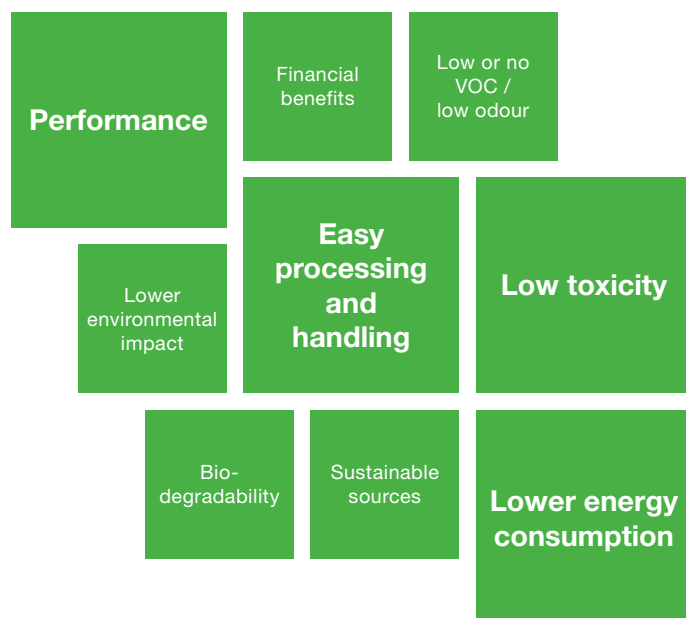 Performance
Financial
benefits
Low or no
VOC /
low odour
Easy
processing
and
handling
Low toxicity
Lower
environmental
impact
Bio-
degradability
Sustainable
sources
Lower energy
consumption